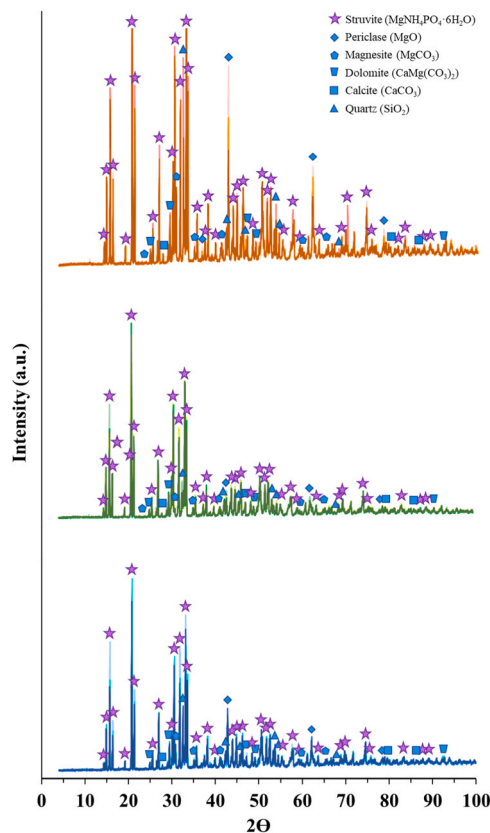 Struvite (MgNH₄PO₄·6H₂O)
Periclase (MgO)
Magnesite (MgCO₃)
Dolomite (CaMg(CO₃)₂)
Calcite (CaCO₃)
Quartz (SiO₂)
Intensity (a.u.)
0 10 20 30 40 50 60 70 80 90 100
2Θ